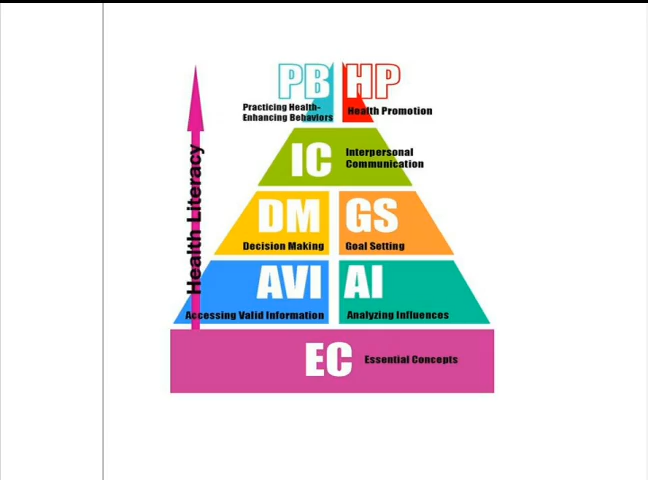 PB HP
Practicing Health-
Enhancing Behaviors
Health Promotion
IC
Interpersonal
Communication
DM GS
Decision Making
Goal Setting
AVI AI
Accessing Valid Information
Analyzing Influences
EC
Essential Concepts
Health Literacy